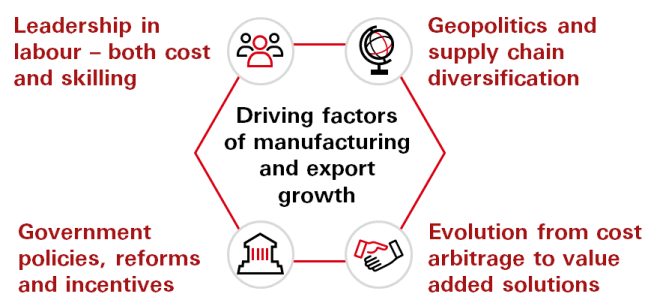 Leadership in
labour – both cost
and skilling
Geopolitics and
supply chain
diversification
Driving factors
of manufacturing
and export
growth
Government
policies, reforms
and incentives
Evolution from cost
arbitrage to value
added solutions